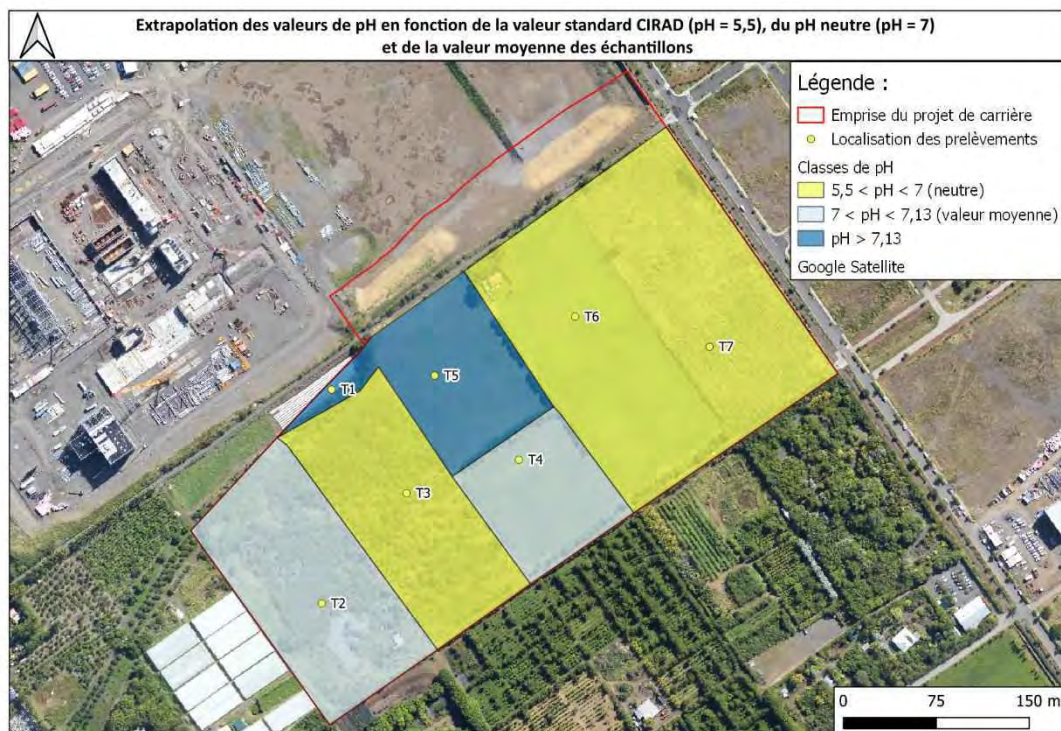 Extrapolation des valeurs de pH en fonction de la valeur standard CIRAD (pH = 5,5), du pH neutre (pH = 7)
et de la valeur moyenne des échantillons
Légende :
Emprise du projet de carrière
Localisation des prelèvements
Classes de pH
5,5 < pH < 7 (neutre)
7 < pH < 7,13 (valeur moyenne)
pH > 7,13
Google Satellite
T6
T7
T5
T1
T4
T3
T2
0 75 150 m